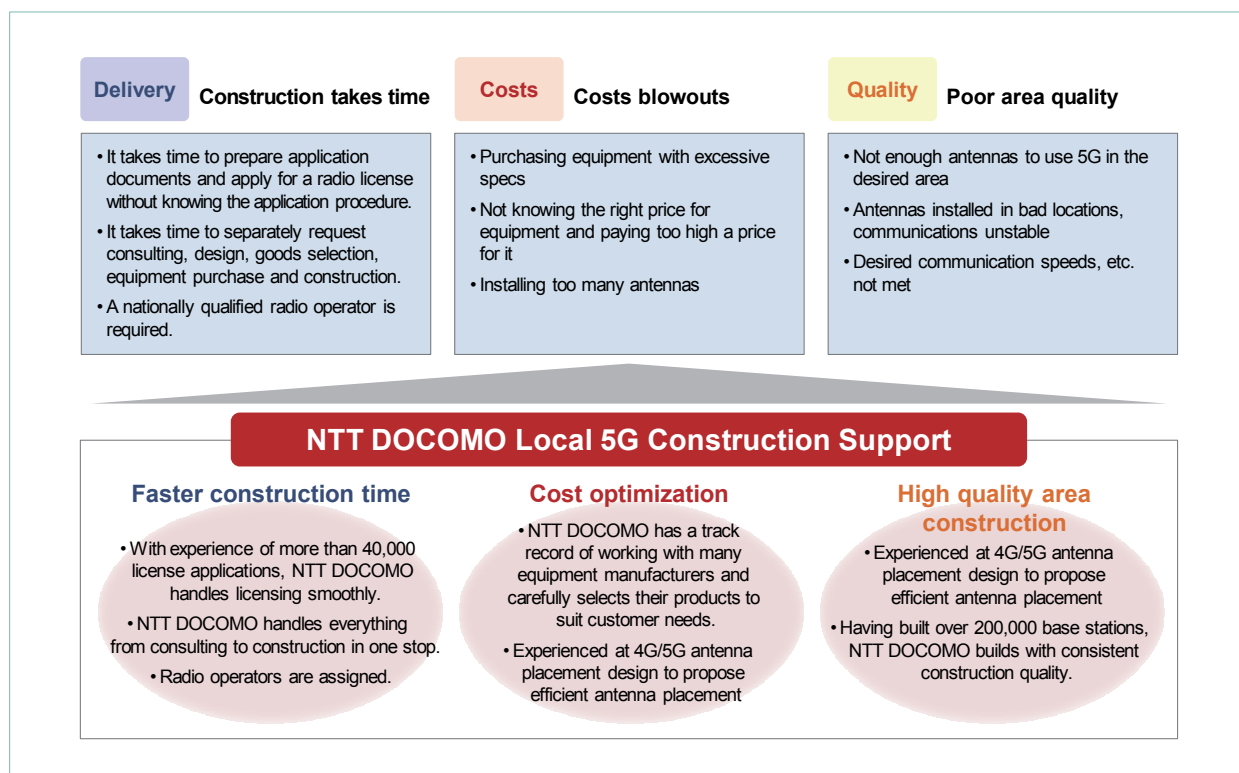 Delivery
Construction takes time
• It takes time to prepare application
documents and apply for a radio license
without knowing the application procedure.
• It takes time to separately request
consulting, design, goods selection,
equipment purchase and construction.
• A nationally qualified radio operator is
required.
Costs
Costs blowouts
• Purchasing equipment with excessive
specs
• Not knowing the right price for
equipment and paying too high a price
for it
• Installing too many antennas
Quality
Poor area quality
• Not enough antennas to use 5G in the
desired area
• Antennas installed in bad locations,
communications unstable
• Desired communication speeds, etc.
not met
NTT DOCOMO Local 5G Construction Support
Faster construction time
• With experience of more than 40,000
license applications, NTT DOCOMO
handles licensing smoothly.
• NTT DOCOMO handles everything
from consulting to construction in one stop.
• Radio operators are assigned.
Cost optimization
• NTT DOCOMO has a track
record of working with many
equipment manufacturers and
carefully selects their products to
suit customer needs.
• Experienced at 4G/5G antenna
placement design to propose
efficient antenna placement
High quality area
construction
• Experienced at 4G/5G antenna
placement design to propose
efficient antenna placement
• Having built over 200,000 base stations,
NTT DOCOMO builds with consistent
construction quality.